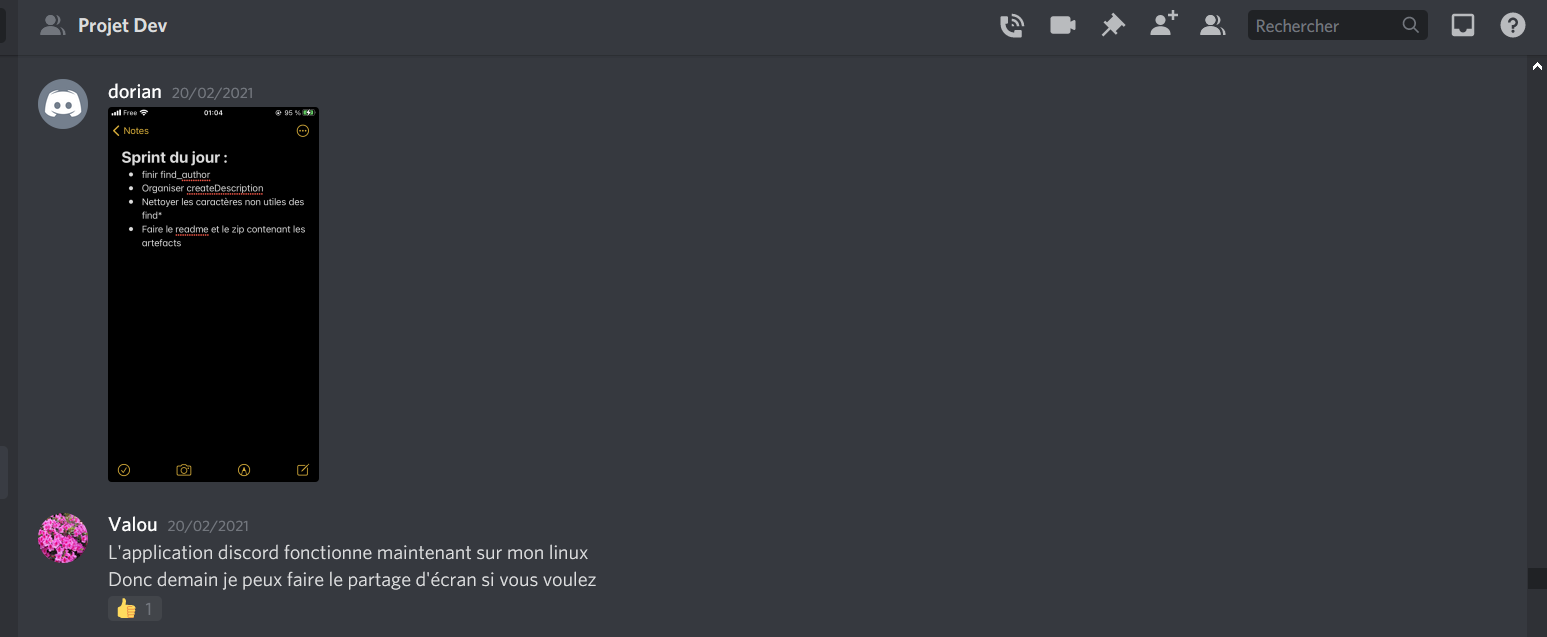 Projet Dev
Rechercher
dorian 20/02/2021
Free 01:04 95 %
Notes
Sprint du jour :
finir find_author
Organiser createDescription
Nettoyer les caractères non utiles des
find*
Faire le readme et le zip contenant les
artefacts
Valou 20/02/2021
L'application discord fonctionne maintenant sur mon linux
Donc demain je peux faire le partage d'écran si vous voulez
1